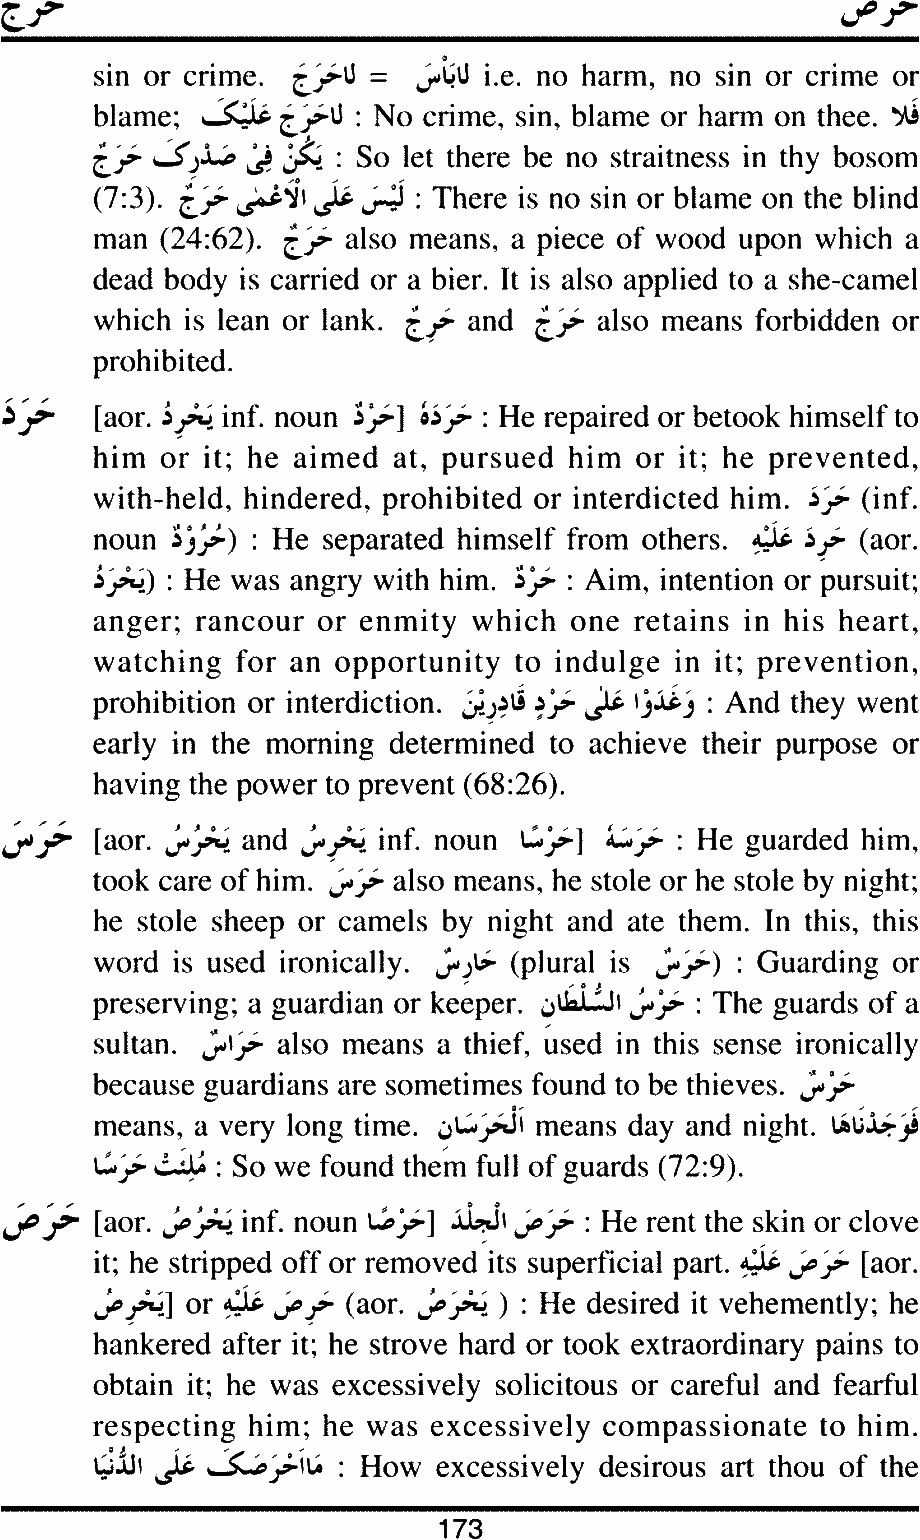 حرج حرص
sin or crime. لَاحَرَجَ = لَابَأْسَ i.e. no harm, no sin or crime or
blame; لَاحَرَجَ عَلَيْکَ : No crime, sin, blame or harm on thee. فَلَا
يَكُنْ فِیْ صَدْرِکَ حَرَجٌ : So let there be no straitness in thy bosom
(7:3). لَيْسَ عَلَی الْاَعْمٰی حَرَجٌ : There is no sin or blame on the blind
man (24:62). حَرَجٌ also means, a piece of wood upon which a
dead body is carried or a bier. It is also applied to a she-camel
which is lean or lank. حَرِجٌ and حَرَجٌ also means forbidden or
prohibited.
حَرَدَ [aor. يَحْرِدُ inf. noun حَرْدٌ] حَرَدَهٗ : He repaired or betook himself to
him or it; he aimed at, pursued him or it; he prevented,
with-held, hindered, prohibited or interdicted him. حَرَدَ (inf.
noun حُرُوْدٌ) : He separated himself from others. حَرِدَ عَلَيْهِ (aor.
يَحْرَدُ) : He was angry with him. حَرْدٌ : Aim, intention or pursuit;
anger; rancour or enmity which one retains in his heart,
watching for an opportunity to indulge in it; prevention,
prohibition or interdiction. وَغَدَوْا عَلٰی حَرْدٍ قَادِرِيْنَ : And they went
early in the morning determined to achieve their purpose or
having the power to prevent (68:26).
حَرَسَ [aor. يَحْرُسُ and يَحْرِسُ inf. noun حَرْسًا] حَرَسَهٗ : He guarded him,
took care of him. حَرَسَ also means, he stole or he stole by night;
he stole sheep or camels by night and ate them. In this, this
word is used ironically. حَارِسٌ (plural is حَرَسٌ) : Guarding or
preserving; a guardian or keeper. حَرَسُ السُّلْطَانِ : The guards of a
sultan. حَرَاسٌ also means a thief, used in this sense ironically
because guardians are sometimes found to be thieves. حَرْسٌ
means, a very long time. اَلْحَرَسَانِ means day and night. فَوَجَدْنَاهَا
مُلِئَتْ حَرَسًا : So we found them full of guards (72:9).
حَرَصَ [aor. يَحْرُصُ inf. noun حَرْصًا] حَرَصَ الْجِلْدَ : He rent the skin or clove
it; he stripped off or removed its superficial part. حَرَصَ عَلَيْهِ [aor.
يَحْرِصُ] or حَرِصَ عَلَيْهِ (aor. يَحْرَصُ ) : He desired it vehemently; he
hankered after it; he strove hard or took extraordinary pains to
obtain it; he was excessively solicitous or careful and fearful
respecting him; he was excessively compassionate to him.
مَااَحْرَصَکَ عَلَی الدُّنْيَا : How excessively desirous art thou of the
173